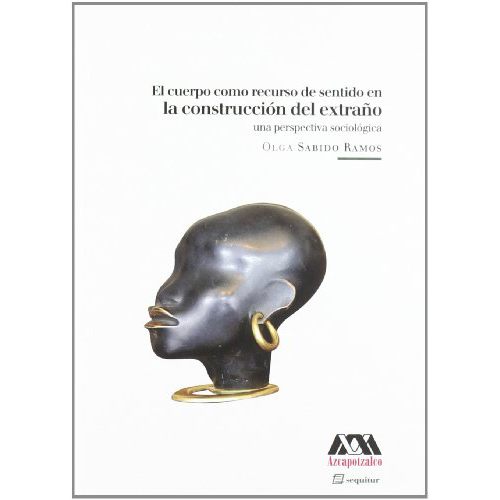 El cuerpo como recurso de sentido en
la construcción del extraño
una perspectiva sociológica
Olga Sabido Ramos
Azcapotzalco
sequitur